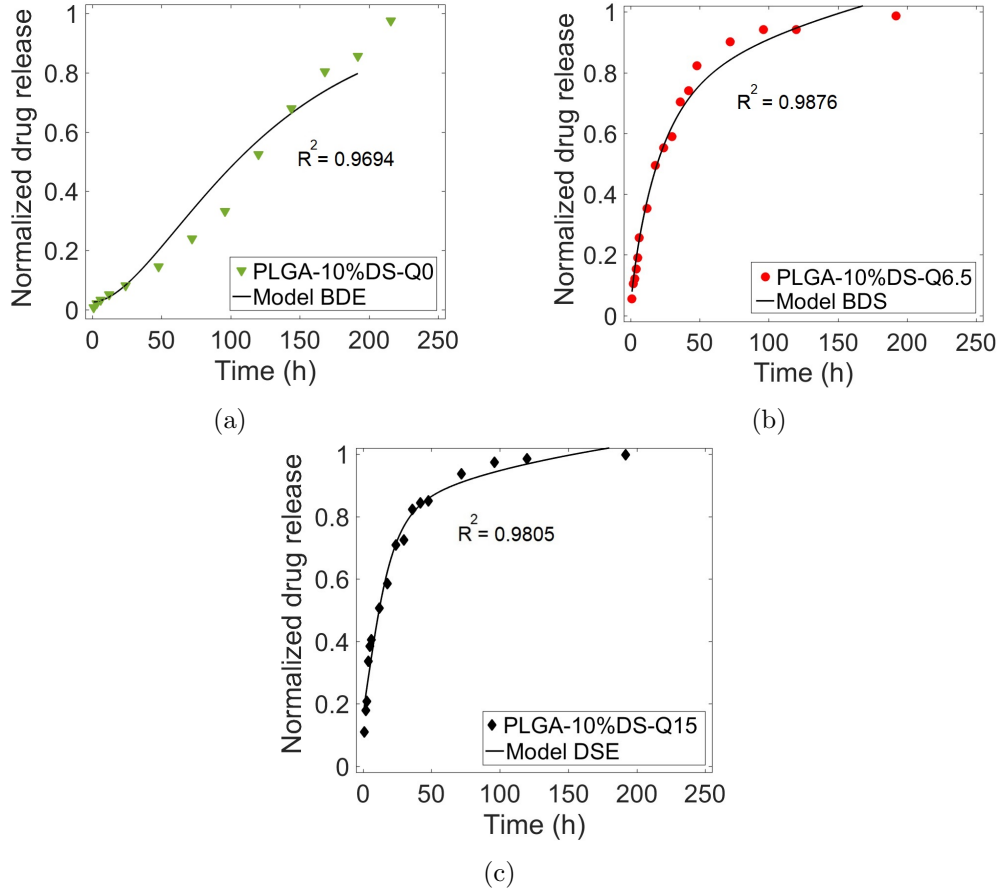 Normalized drug release
1
0.8
0.6
0.4
0.2
0
R² = 0.9694
PLGA-10%DS-Q0
Model BDE
0 50 100 150 200 250
Time (h)
(a)
Normalized drug release
1
0.8
0.6
0.4
0.2
0
R² = 0.9876
PLGA-10%DS-Q6.5
Model BDS
0 50 100 150 200 250
Time (h)
(b)
Normalized drug release
1
0.8
0.6
0.4
0.2
0
R² = 0.9805
PLGA-10%DS-Q15
Model DSE
0 50 100 150 200 250
Time (h)
(c)